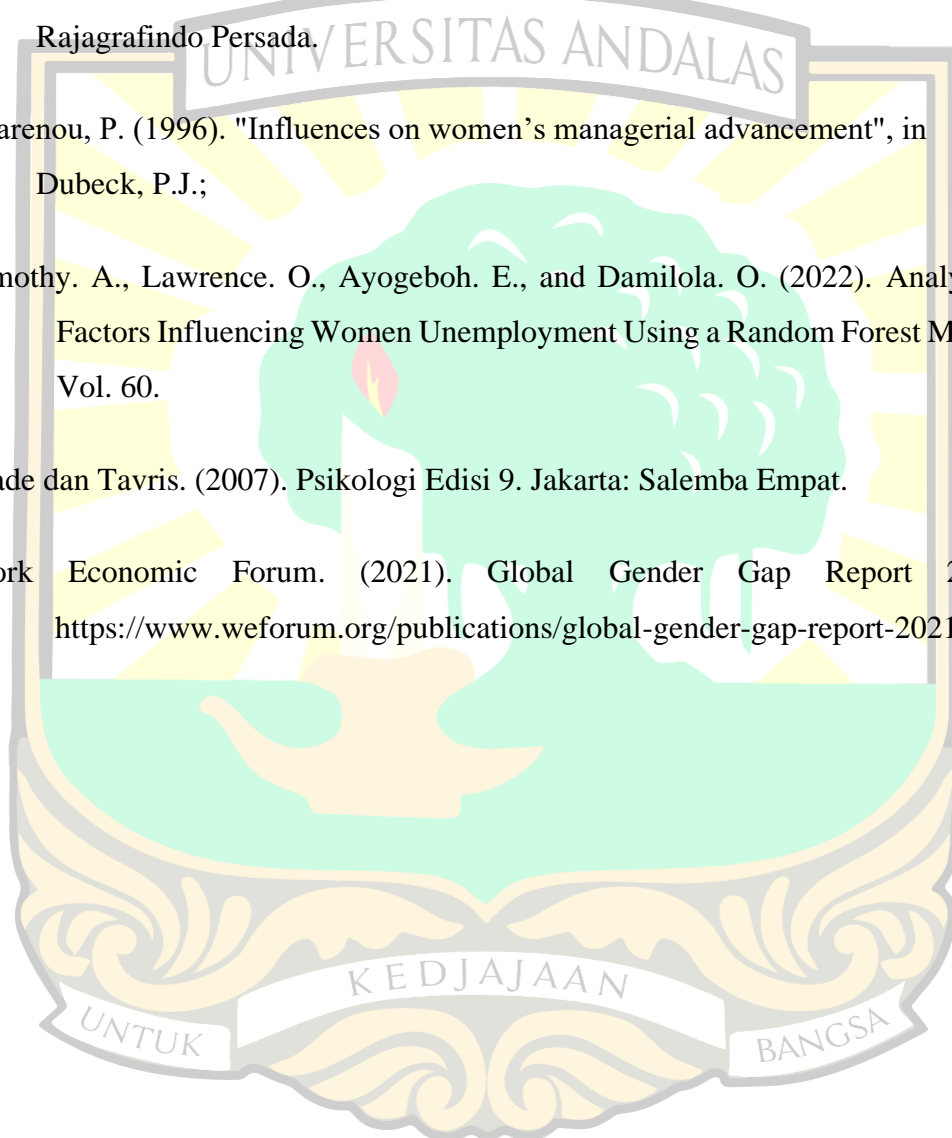 Rajagrafindo Persada.
UNIVERSITAS ANDALAS
arenou, P. (1996). "Influences on women’s managerial advancement", in
Dubeck, P.J.;
mothy. A., Lawrence. O., Ayogeboh. E., and Damilola. O. (2022). Analy
Factors Influencing Women Unemployment Using a Random Forest M
Vol. 60.
ade dan Tavris. (2007). Psikologi Edisi 9. Jakarta: Salemba Empat.
ork Economic Forum. (2021). Global Gender Gap Report 2
https://www.weforum.org/publications/global-gender-gap-report-2021
KEDJAJAAN
UNTUK
BANGSA